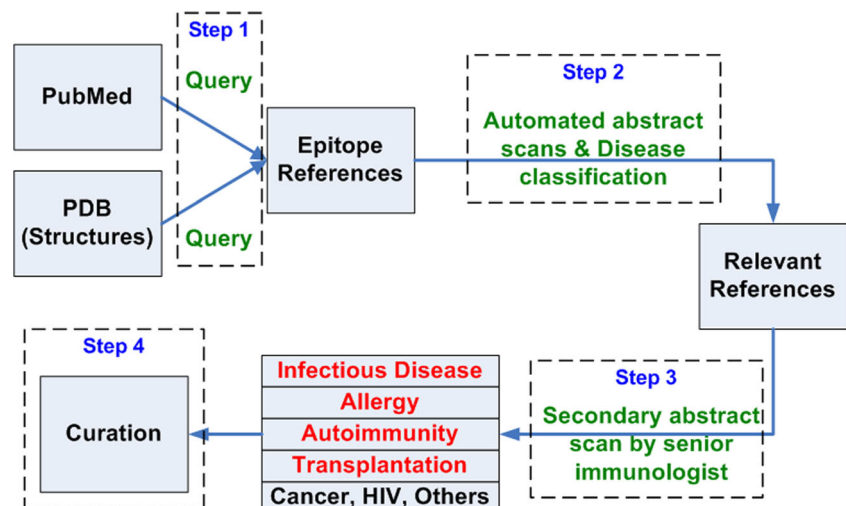 Step 1
Query
PubMed
PDB
(Structures)
Query
Epitope
References
Step 2
Automated abstract
scans & Disease
classification
Relevant
References
Step 3
Secondary abstract
scan by senior
immunologist
Infectious Disease
Allergy
Autoimmunity
Transplantation
Cancer, HIV, Others
Step 4
Curation